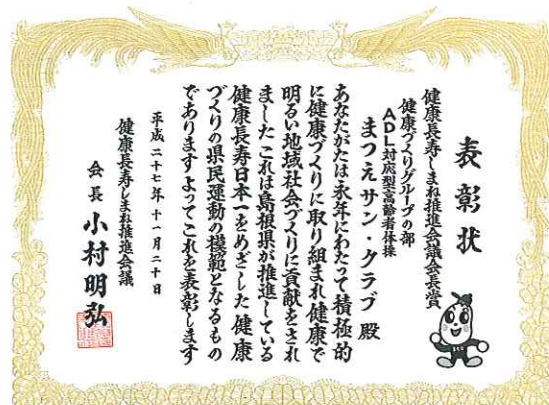 表彰状
健康長寿しまね推進会議会長賞
健康づくりグループの部
ADL対応型高齢者体操
まつえサン・クラブ 殿
あなたがたは永年にわたって積極的
に健康づくりに取り組まれ健康で
明るい地域社会づくりに貢献をされ
ましたこれは島根県が推進している
健康長寿日本一をめざした 健康
づくりの県民運動の模範となるもの
でありますよってこれを表彰します
平成二十七年十一月二十日
健康長寿しまね推進会議
会長 小村明弘